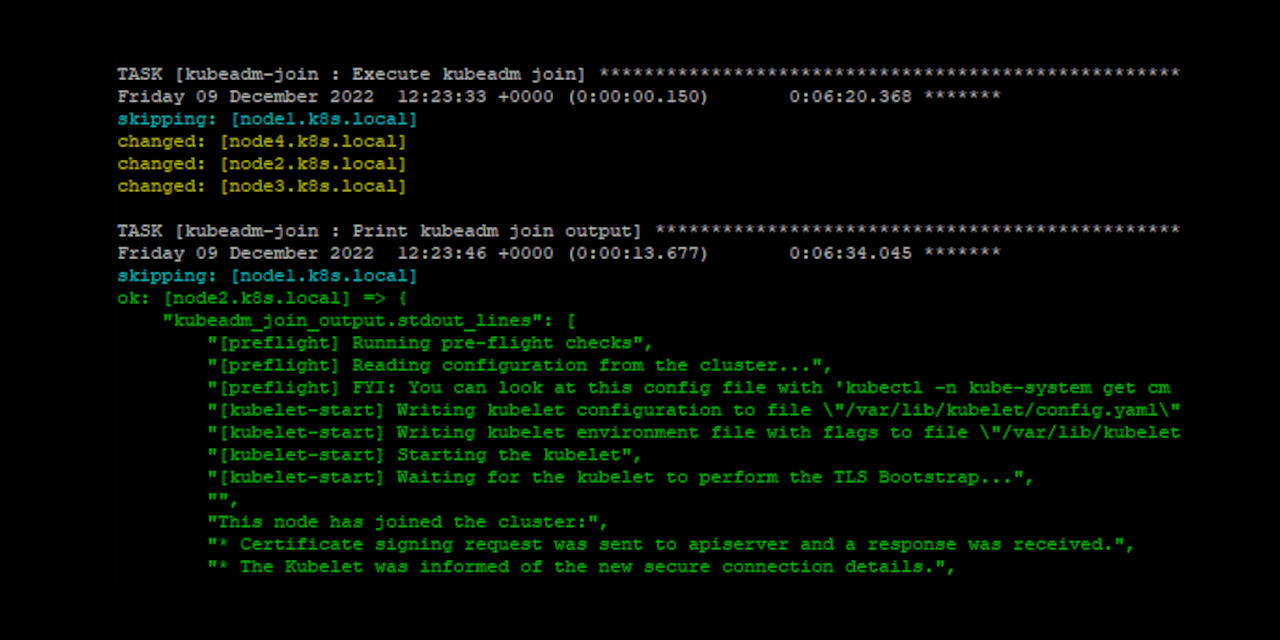 TASK [kubeadm-join : Execute kubeadm join] ****************************************************
Friday 09 December 2022  12:23:33 +0000 (0:00:00.150)       0:06:20.368 *******
skipping: [node1.k8s.local]
changed: [node4.k8s.local]
changed: [node2.k8s.local]
changed: [node3.k8s.local]
TASK [kubeadm-join : Print kubeadm join output] ***********************************************
Friday 09 December 2022  12:23:46 +0000 (0:00:13.677)       0:06:34.045 *******
skipping: [node1.k8s.local]
ok: [node2.k8s.local] => {
    "kubeadm_join_output.stdout_lines": [
        "[preflight] Running pre-flight checks",
        "[preflight] Reading configuration from the cluster...",
        "[preflight] FYI: You can look at this config file with 'kubectl -n kube-system get cm
        "[kubelet-start] Writing kubelet configuration to file \"/var/lib/kubelet/config.yaml\"
        "[kubelet-start] Writing kubelet environment file with flags to file \"/var/lib/kubelet
        "[kubelet-start] Starting the kubelet",
        "[kubelet-start] Waiting for the kubelet to perform the TLS Bootstrap...",
        "",
        "This node has joined the cluster:",
        "* Certificate signing request was sent to apiserver and a response was received.",
        "* The Kubelet was informed of the new secure connection details.",